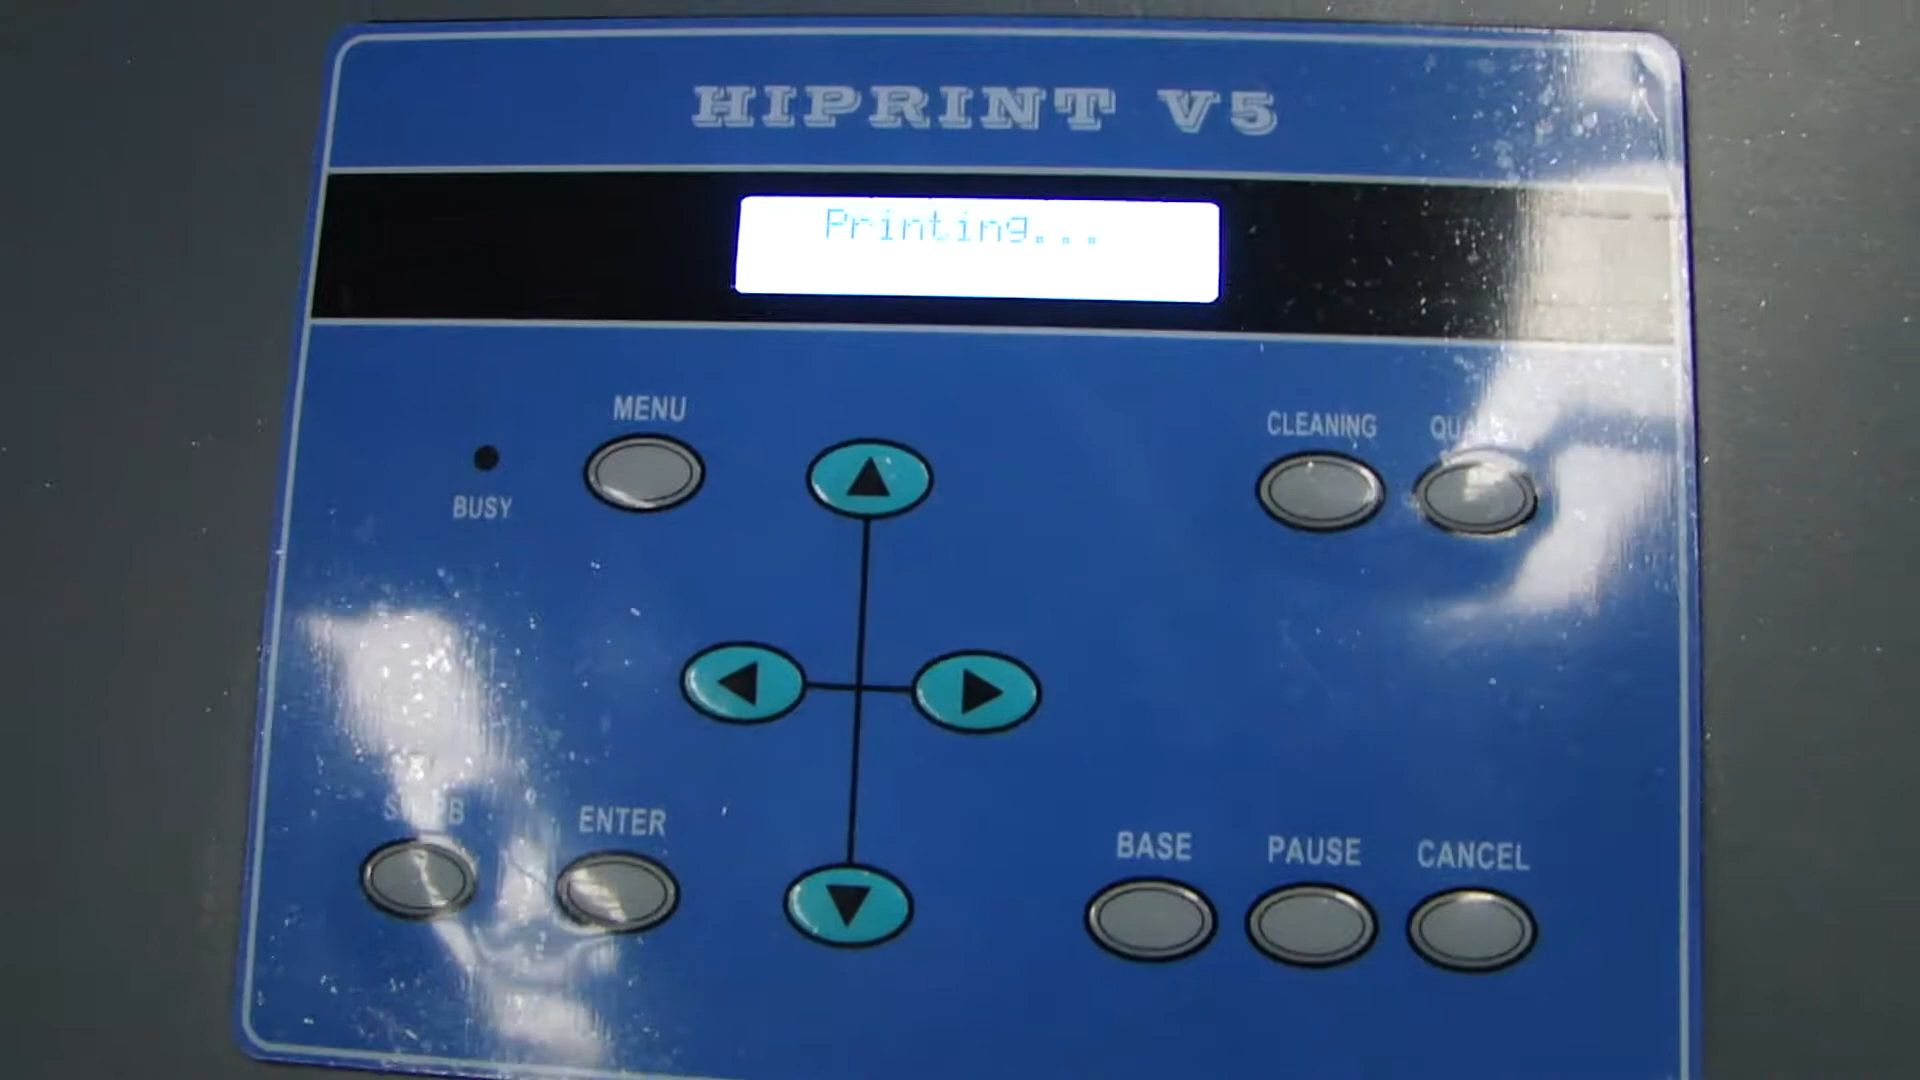 HIPRINT V5
Printing...
MENU
CLEANING
BUSY
ENTER
BASE
PAUSE
CANCEL